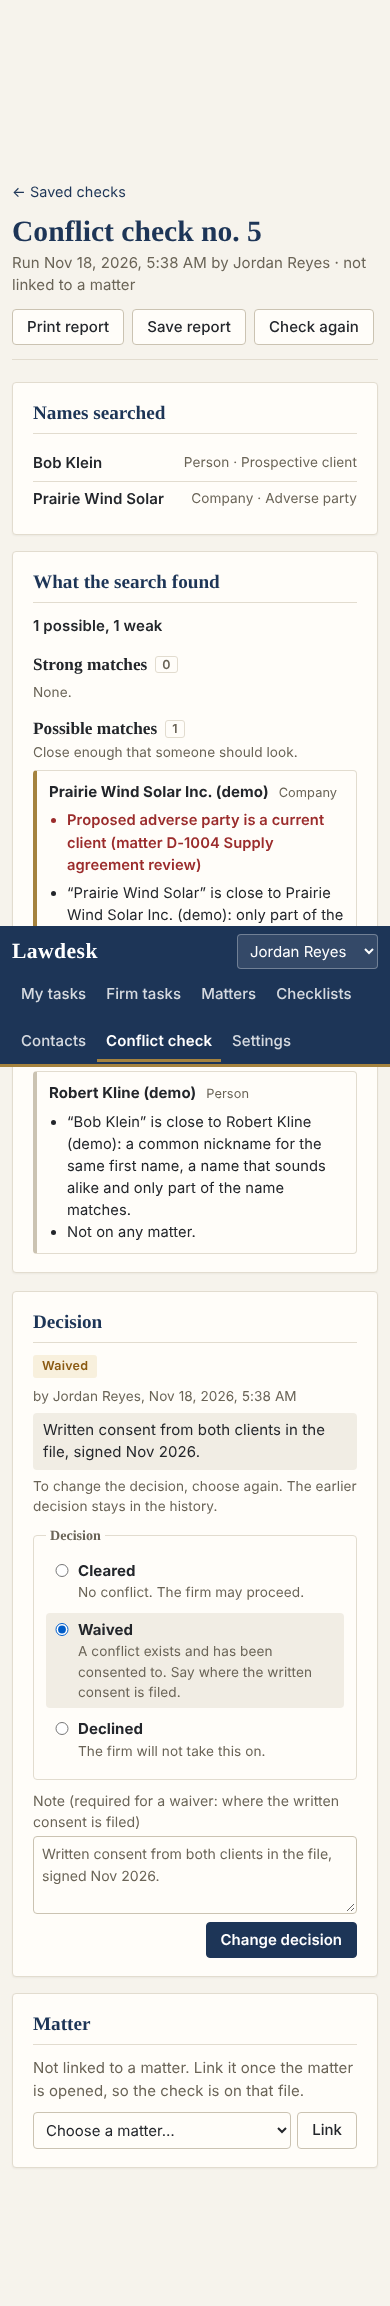 ← Saved checks
Conflict check no. 5
Run Nov 18, 2026, 5:38 AM by Jordan Reyes · not
linked to a matter
Print report Save report Check again
Names searched
Bob Klein Person · Prospective client
Prairie Wind Solar Company · Adverse party
What the search found
1 possible, 1 weak
Strong matches 0
None.
Possible matches 1
Close enough that someone should look.
Prairie Wind Solar Inc. (demo) Company
• Proposed adverse party is a current
client (matter D-1004 Supply
agreement review)
• “Prairie Wind Solar” is close to Prairie
Wind Solar Inc. (demo): only part of the
Lawdesk Jordan Reyes
My tasks Firm tasks Matters Checklists
Contacts Conflict check Settings
Robert Kline (demo) Person
• “Bob Klein” is close to Robert Kline
(demo): a common nickname for the
same first name, a name that sounds
alike and only part of the name
matches.
• Not on any matter.
Decision
Waived
by Jordan Reyes, Nov 18, 2026, 5:38 AM
Written consent from both clients in the
file, signed Nov 2026.
To change the decision, choose again. The earlier
decision stays in the history.
Decision
Cleared
No conflict. The firm may proceed.
Waived
A conflict exists and has been
consented to. Say where the written
consent is filed.
Declined
The firm will not take this on.
Note (required for a waiver: where the written
consent is filed)
Written consent from both clients in the file,
signed Nov 2026.
Change decision
Matter
Not linked to a matter. Link it once the matter
is opened, so the check is on that file.
Choose a matter... Link